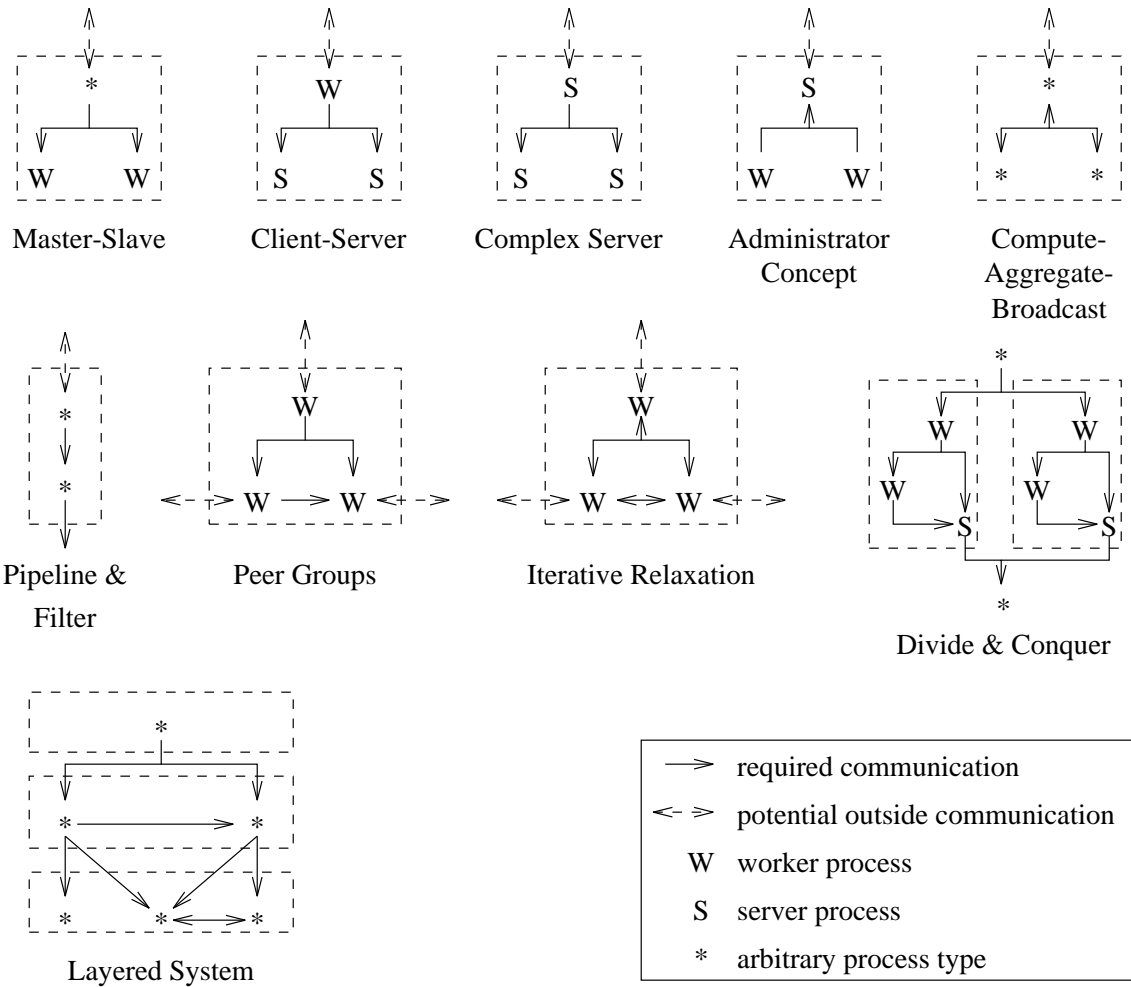 *
W W
Master-Slave
W
S S
Client-Server
S
S S
Complex Server
S
W W
Administrator
Concept
*
* *
Compute-
Aggregate-
Broadcast
*
*
Pipeline &
Filter
W
W W
Peer Groups
W
W W
Iterative Relaxation
*
W W
W W
S S
*
Divide & Conquer
*
* *
* * *
Layered System
required communication
potential outside communication
W worker process
S server process
* arbitrary process type